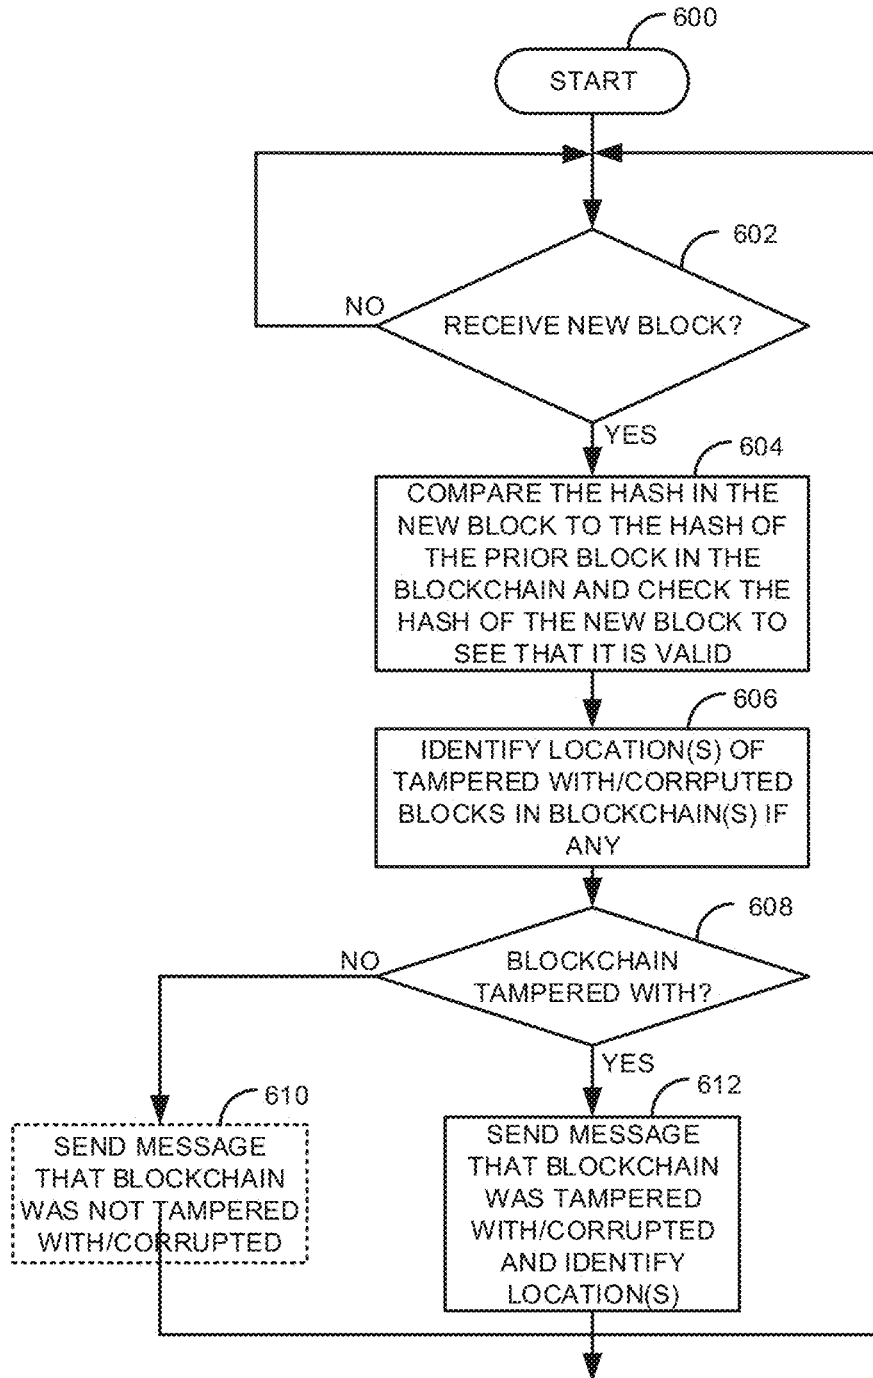 600
START
602
NO
RECEIVE NEW BLOCK?
YES
604
COMPARE THE HASH IN THE
NEW BLOCK TO THE HASH OF
THE PRIOR BLOCK IN THE
BLOCKCHAIN AND CHECK THE
HASH OF THE NEW BLOCK TO
SEE THAT IT IS VALID
606
IDENTIFY LOCATION(S) OF
TAMPERED WITH/CORRPUTED
BLOCKS IN BLOCKCHAIN(S) IF
ANY
608
NO
BLOCKCHAIN
TAMPERED WITH?
YES
610
SEND MESSAGE
THAT BLOCKCHAIN
WAS NOT TAMPERED
WITH/CORRUPTED
612
SEND MESSAGE
THAT BLOCKCHAIN
WAS TAMPERED
WITH/CORRUPTED
AND IDENTIFY
LOCATION(S)